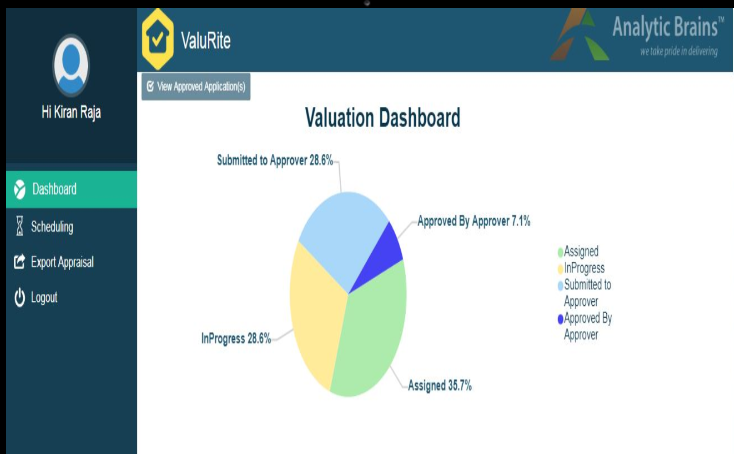 ValuRite
Analytic Brains™
we take pride in delivering
Hi Kiran Raja
Dashboard
Scheduling
Export Appraisal
Logout
View Approved Application(s)
Valuation Dashboard
Submitted to Approver 28.6%
Approved By Approver 7.1%
InProgress 28.6%
Assigned 35.7%
Assigned
InProgress
Submitted to
Approver
Approved By
Approver